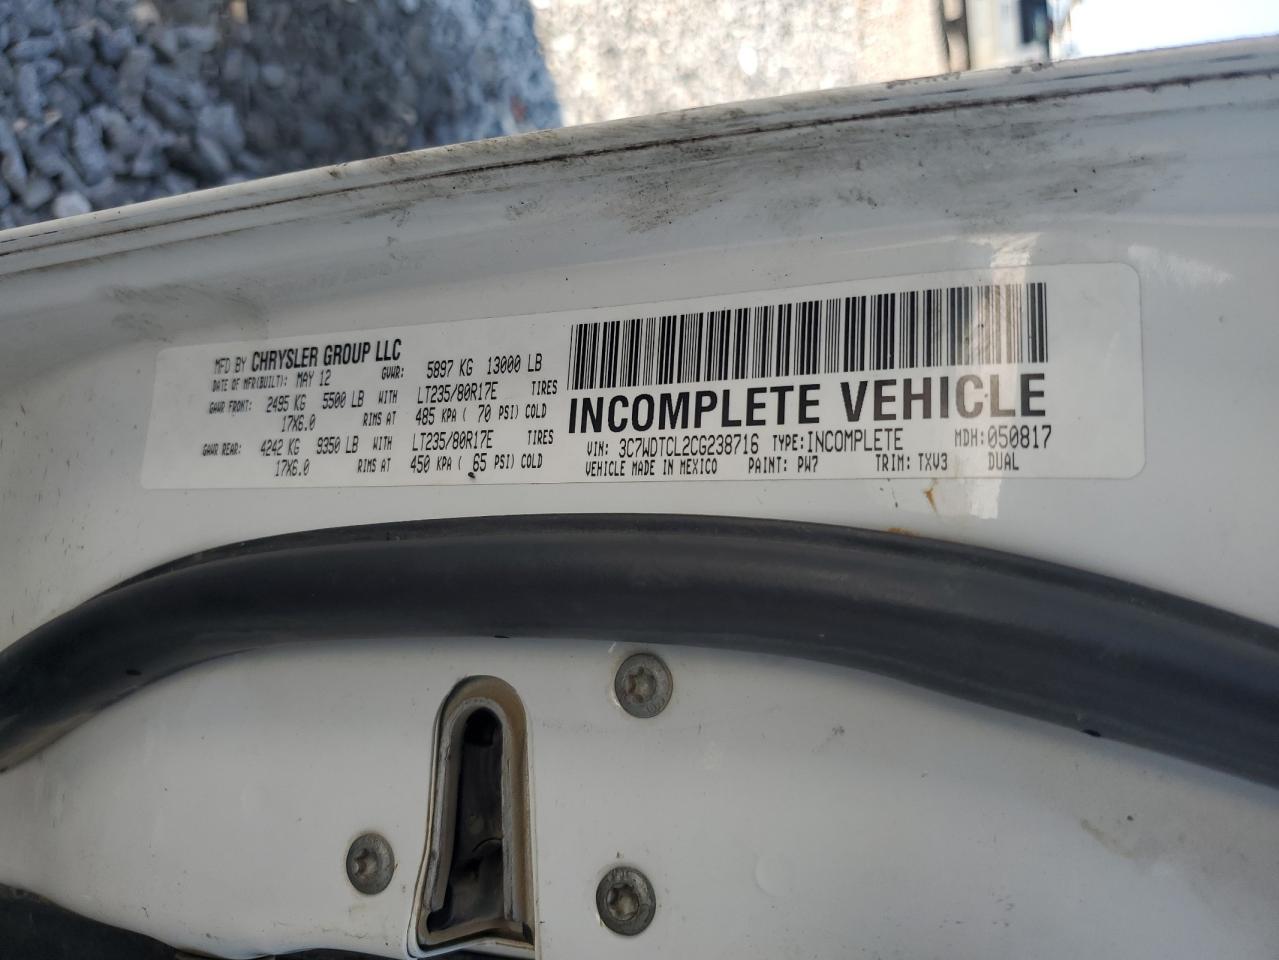 MFD BY CHRYSLER GROUP LLC
DATE OF MFR(BUILT): MAY 12 GVWR: 5897 KG 13000 LB
GAWR FRONT: 2495 KG 5500 LB WITH LT235/80R17E TIRES
17X6.0 RIMS AT 485 KPA ( 70 PSI) COLD
GAWR REAR: 4242 KG 9350 LB WITH LT235/80R17E TIRES
17X6.0 RIMS AT 450 KPA ( 65 PSI) COLD
INCOMPLETE VEHICLE
VIN: 3C7WDTCL2CG238716 TYPE: INCOMPLETE MDH: 050817
VEHICLE MADE IN MEXICO PAINT: PW7 TRIM: TXV3 DUAL